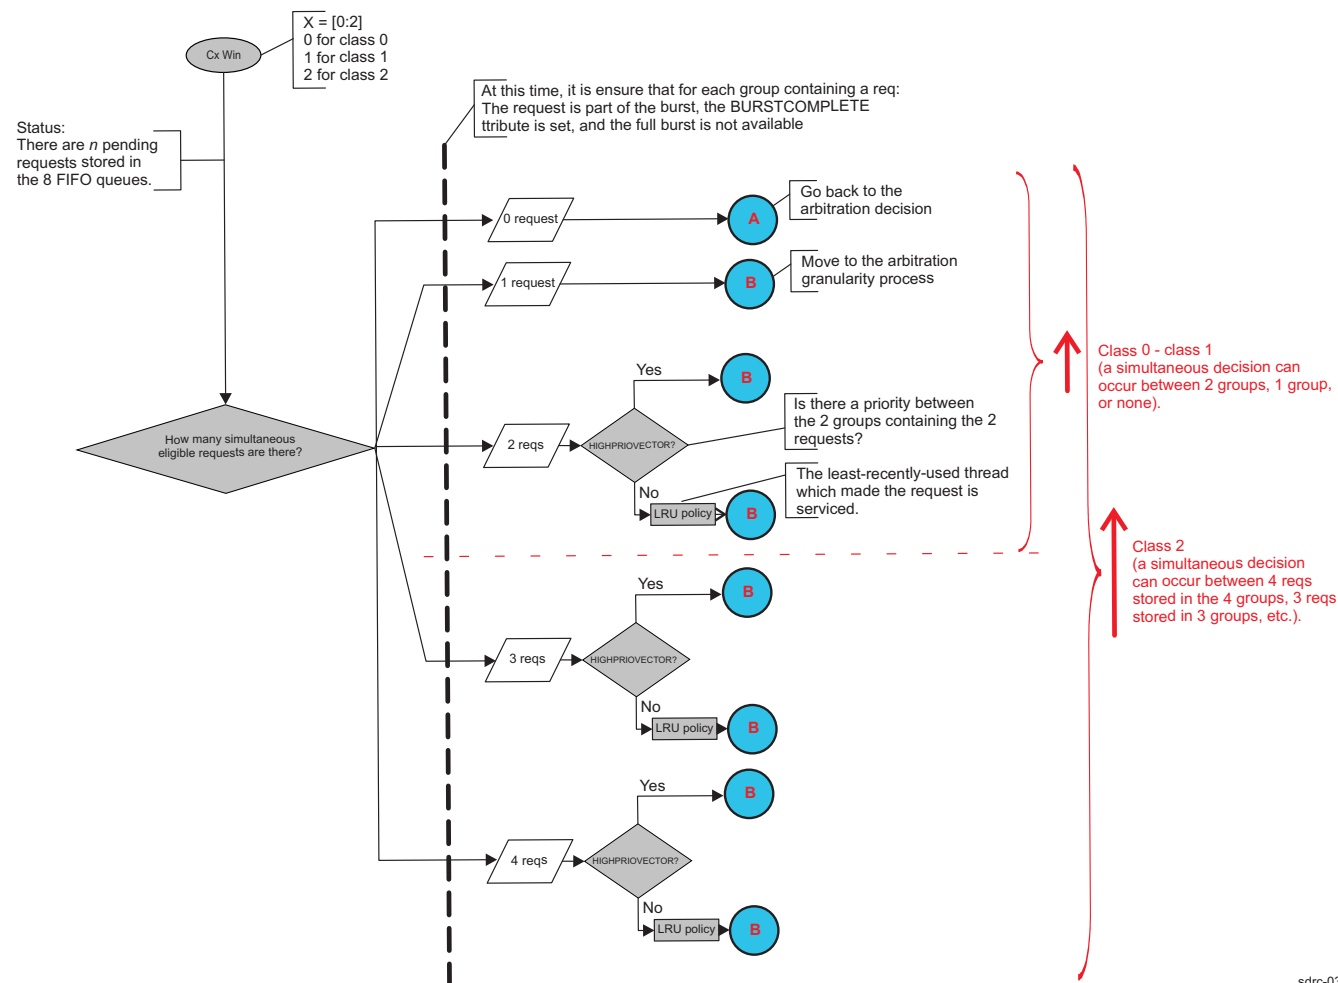 X = [0:2]
0 for class 0
1 for class 1
2 for class 2
Cx Win
At this time, it is ensure that for each group containing a req:
The request is part of the burst, the BURSTCOMPLETE
ttribute is set, and the full burst is not available
Status:
There are n pending
requests stored in
the 8 FIFO queues.
0 request
A
Go back to the
arbitration decision
1 request
B
Move to the arbitration
granularity process
Class 0 - class 1
(a simultaneous decision can
occur between 2 groups, 1 group,
or none).
Yes
B
How many simultaneous
eligible requests are there?
2 reqs
HIGHPRIOVECTOR?
Is there a priority between
the 2 groups containing the 2
requests?
No
LRU policy
B
The least-recently-used thread
which made the request is
serviced.
Class 2
(a simultaneous decision
can occur between 4 reqs
stored in the 4 groups, 3 reqs
stored in 3 groups, etc.).
Yes
B
3 reqs
HIGHPRIOVECTOR?
No
LRU policy
B
Yes
B
4 reqs
HIGHPRIOVECTOR?
No
LRU policy
B